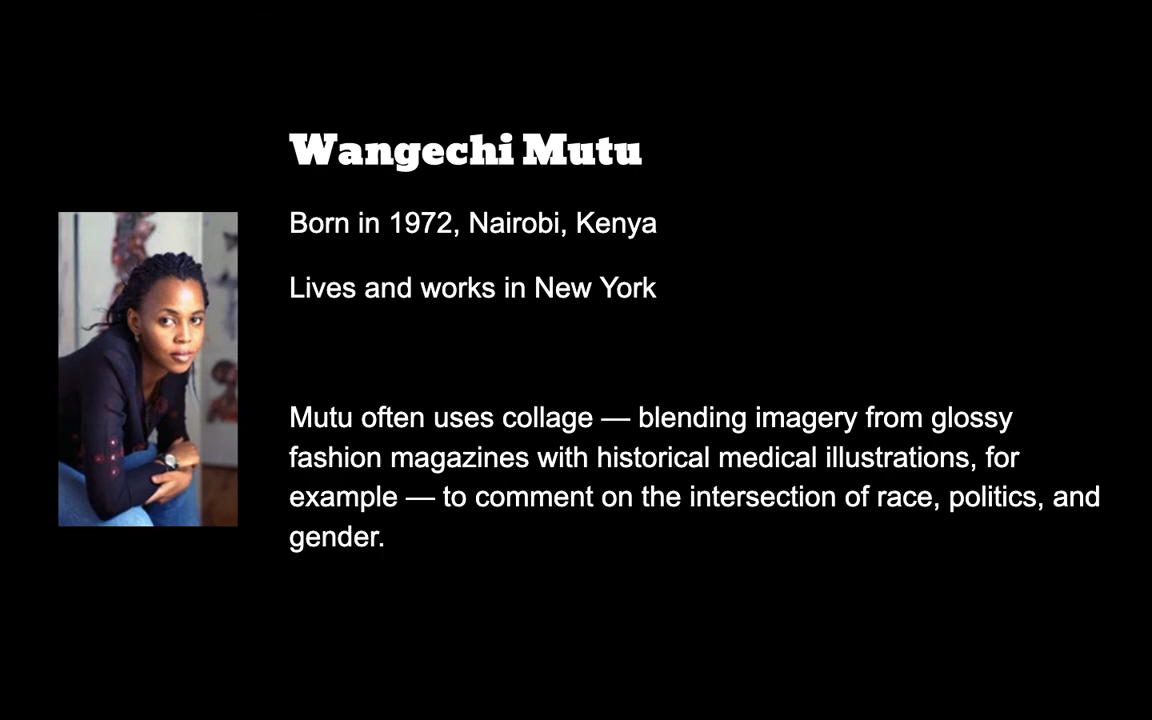 Wangechi Mutu
Born in 1972, Nairobi, Kenya
Lives and works in New York
Mutu often uses collage — blending imagery from glossy
fashion magazines with historical medical illustrations, for
example — to comment on the intersection of race, politics, and
gender.